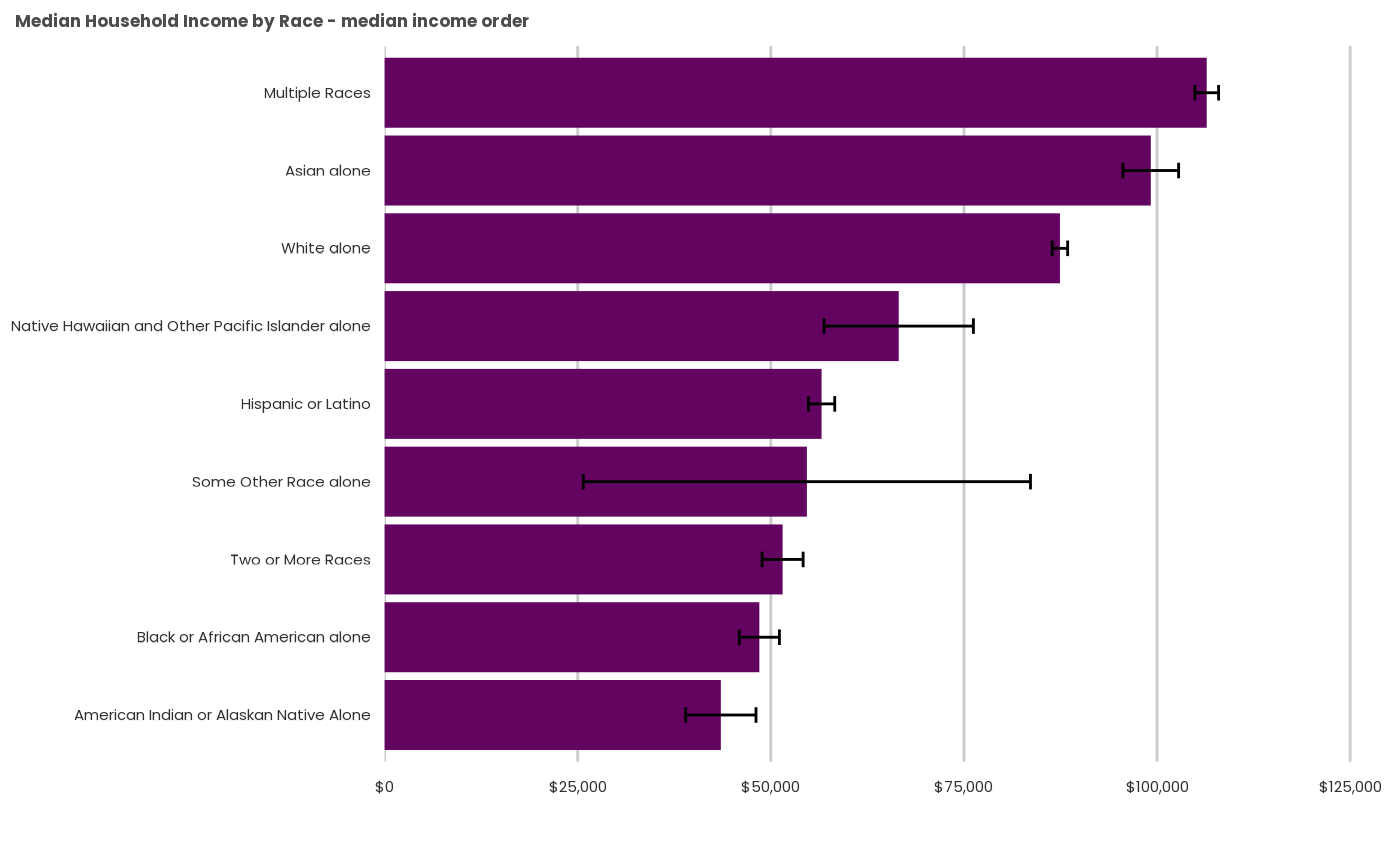 Median Household Income by Race - median income order
Multiple Races
Asian alone
White alone
Native Hawaiian and Other Pacific Islander alone
Hispanic or Latino
Some Other Race alone
Two or More Races
Black or African American alone
American Indian or Alaskan Native Alone
$0 $25,000 $50,000 $75,000 $100,000 $125,000